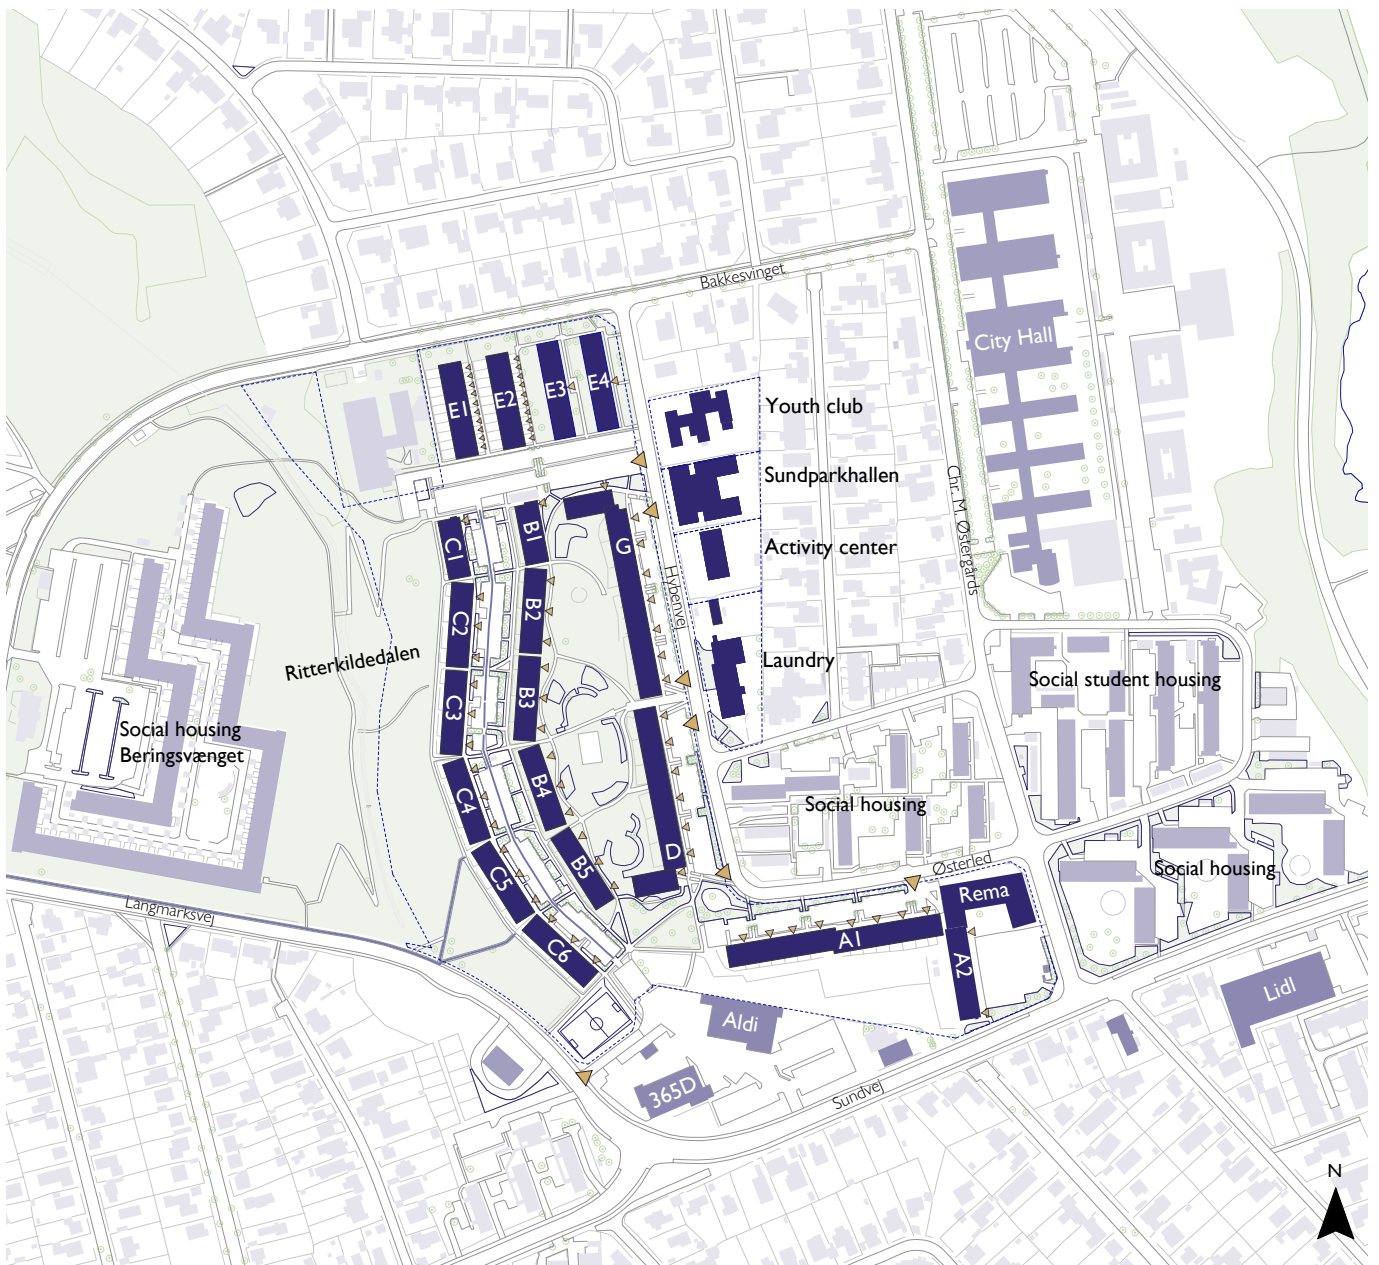 Bakkesvinget
City Hall
E1
E2
E3
E4
Youth club
Sundparkhallen
Chr. M. Østergårds
Activity center
C1
B1
G
Hybenvej
C2
B2
Ritterkildedalen
Laundry
Social student housing
C3
B3
Social housing
Beringsvænget
C4
B4
Social housing
D
C5
B5
Østerled
Social housing
Rema
Langmarksvej
C6
A1
A2
Lidl
Aldi
365D
Sundvej
N